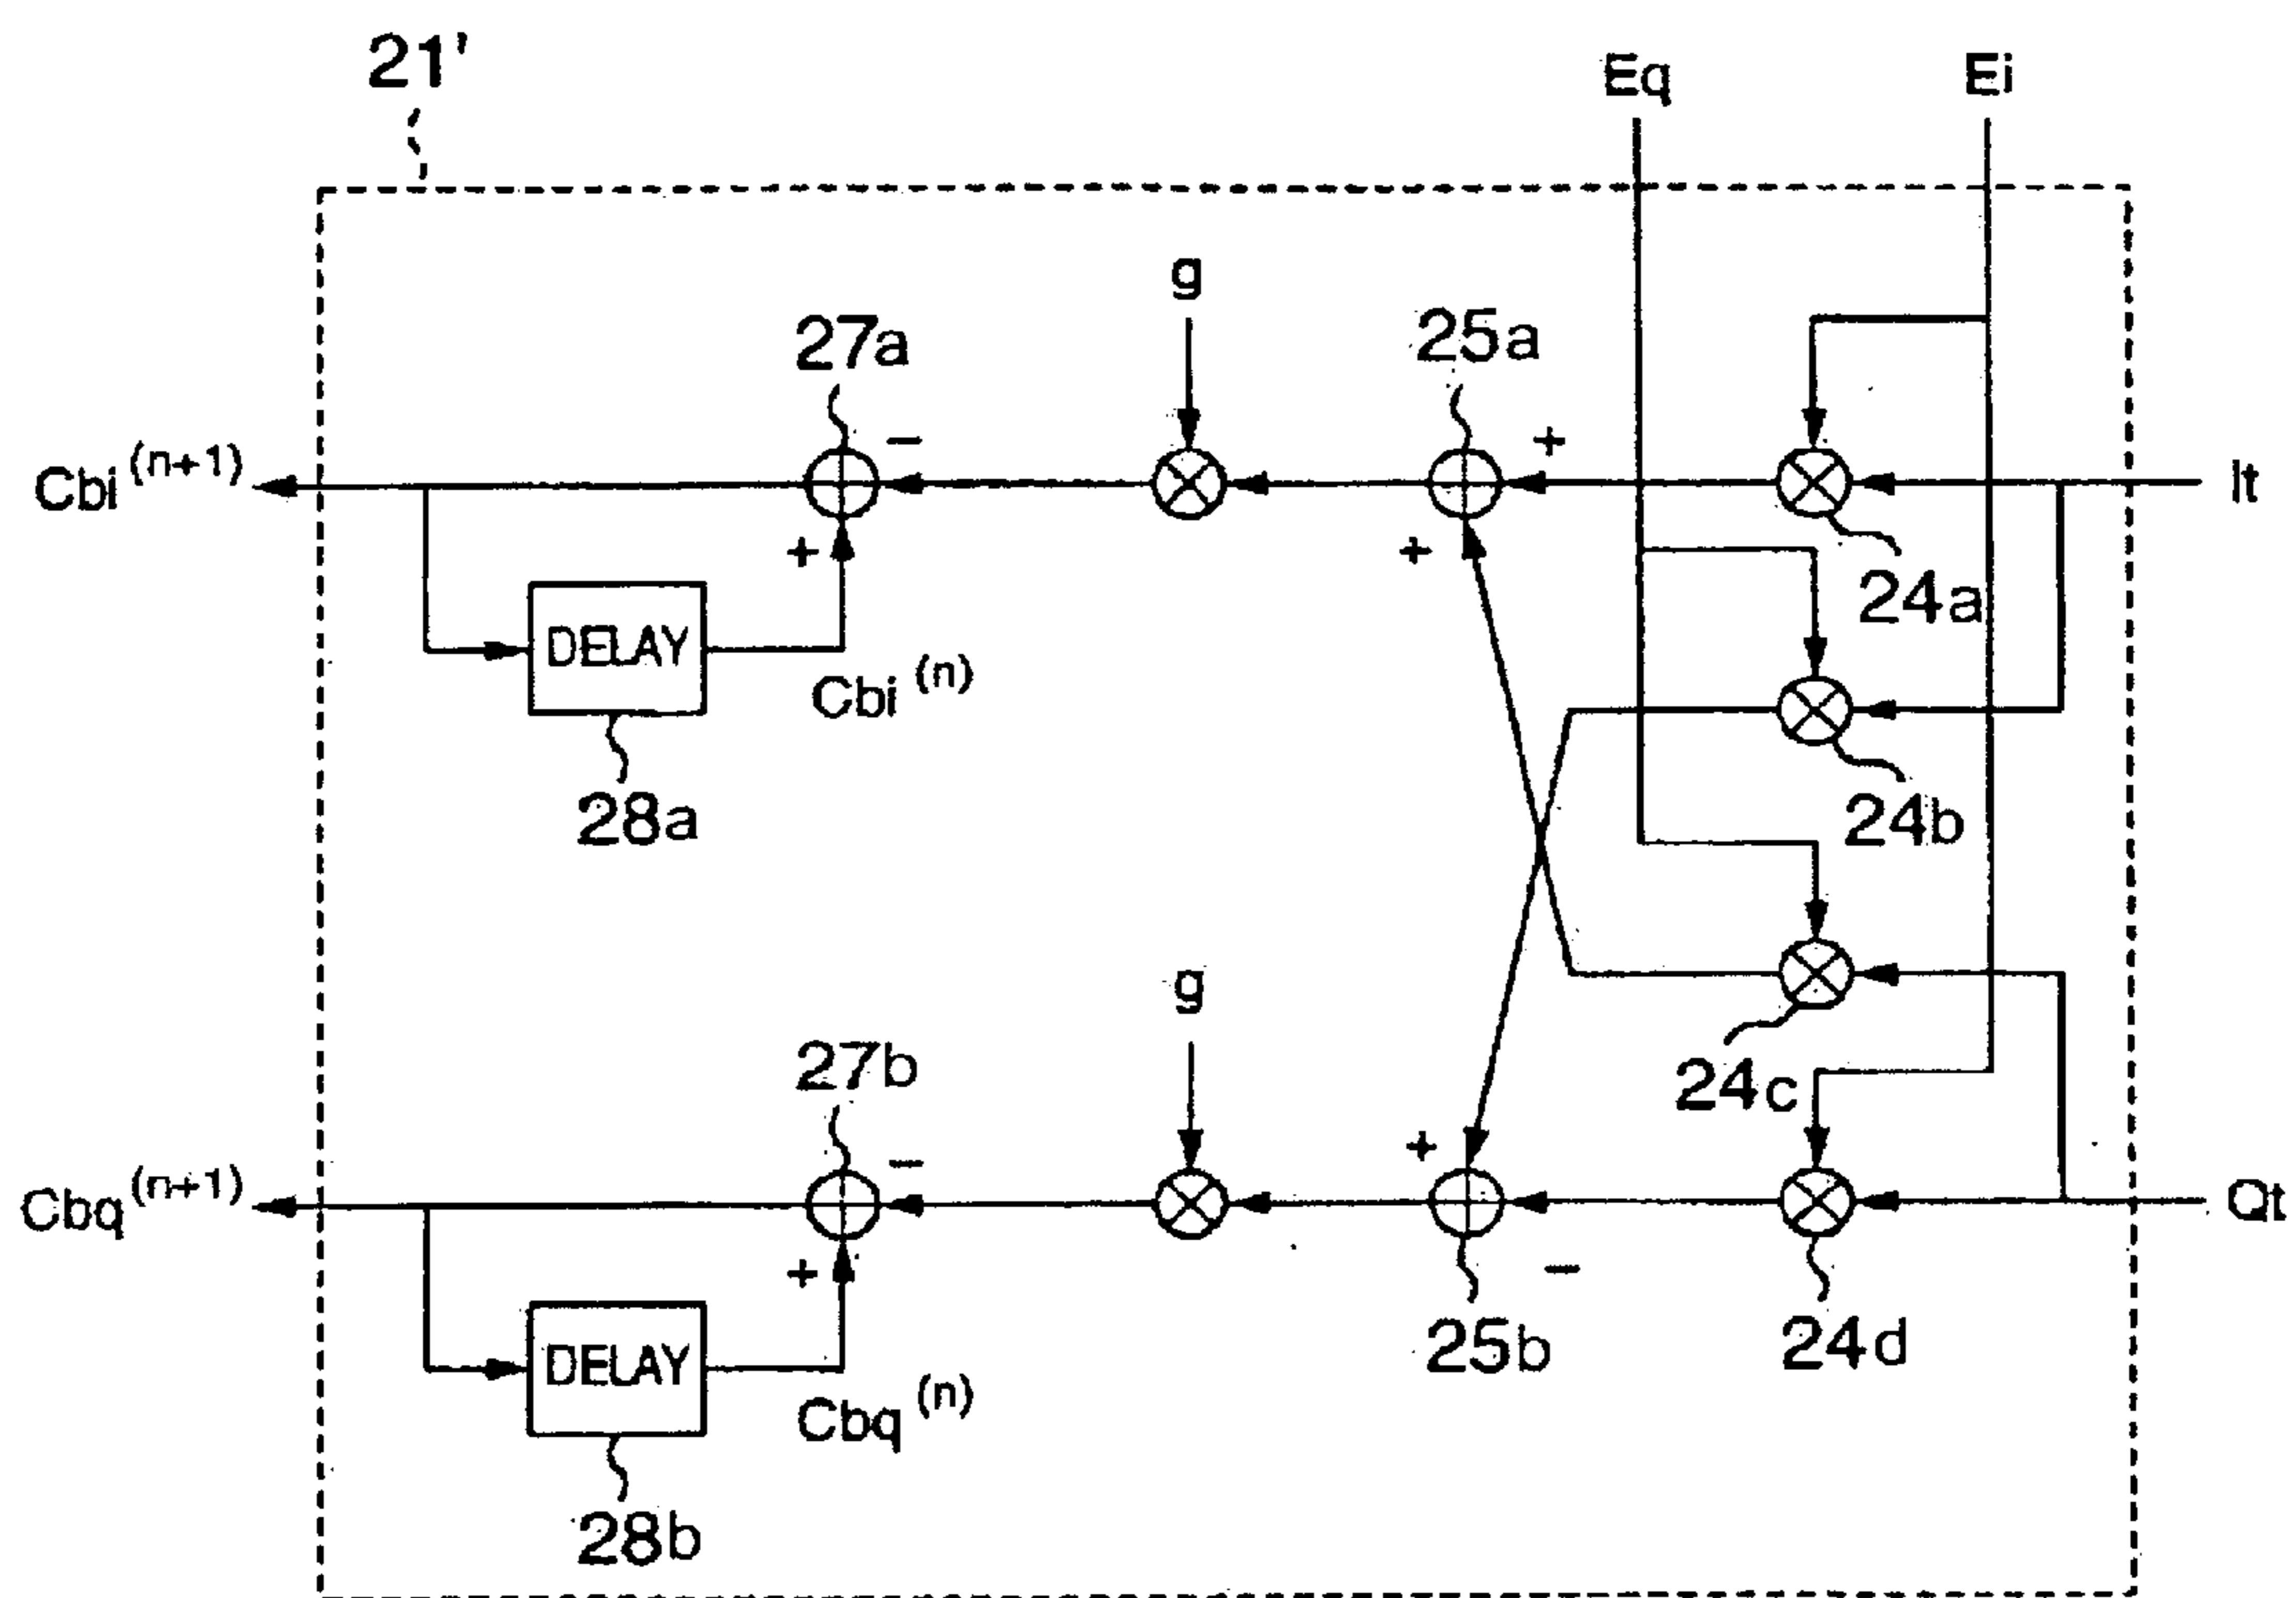 21'
Eq
Ei
g
27a
25a
−
+
Cbi (n+1)
It
+
+
24a
DELAY
Cbi (n)
28a
24b
g
27b
24c
+
−
Cbq (n+1)
Qt
+
−
25b
24d
DELAY
Cbq (n)
28b